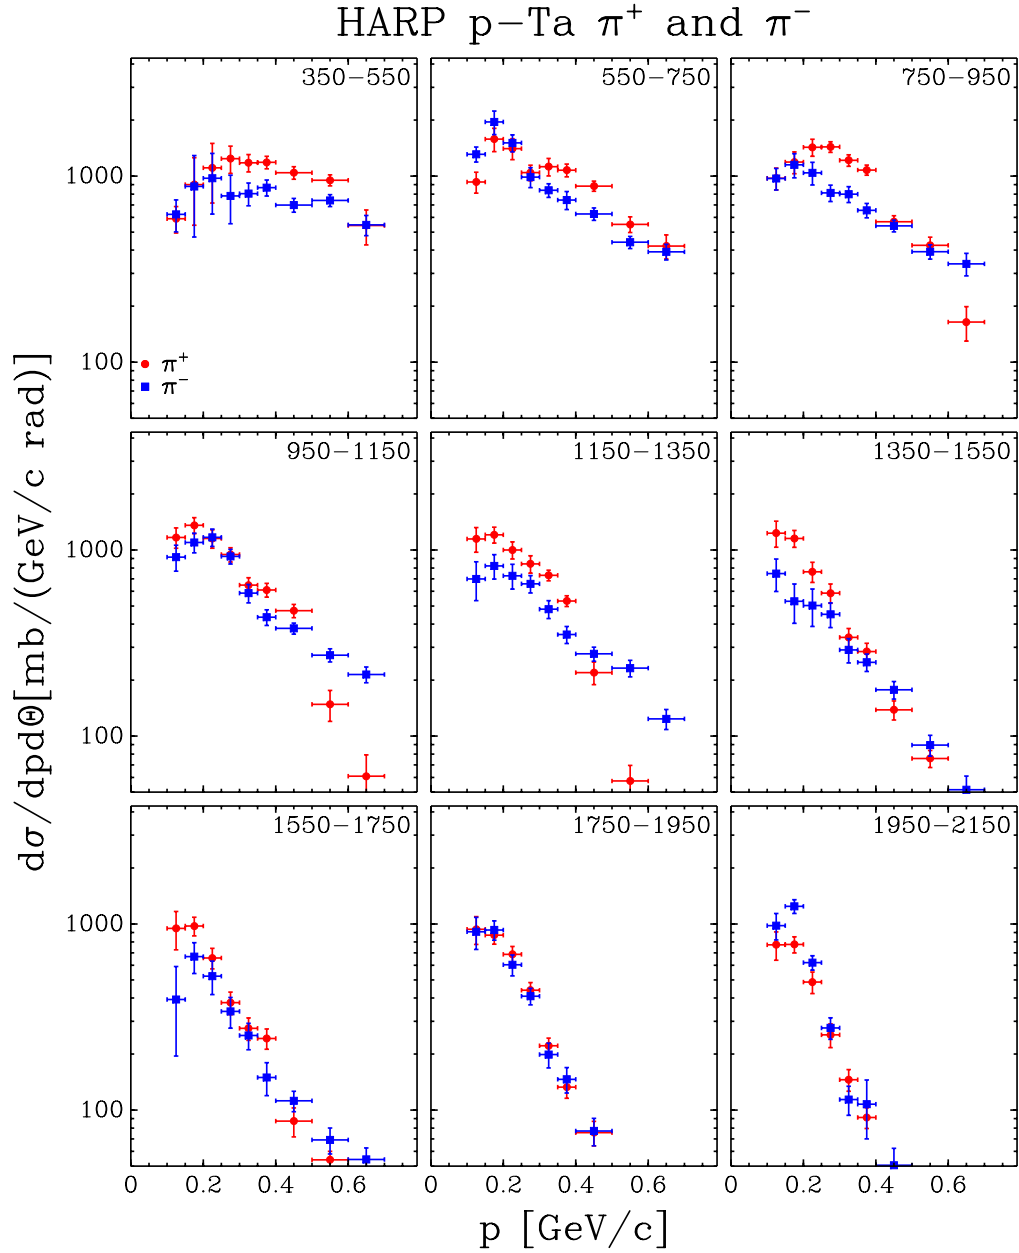 HARP p-Ta π⁺ and π⁻
350-550
550-750
750-950
1000
100
π⁺
π⁻
dσ/dpdΘ[mb/(GeV/c rad)]
950-1150
1150-1350
1350-1550
1000
100
1550-1750
1750-1950
1950-2150
1000
100
0 0.2 0.4 0.6 0 0.2 0.4 0.6 0 0.2 0.4 0.6
p [GeV/c]